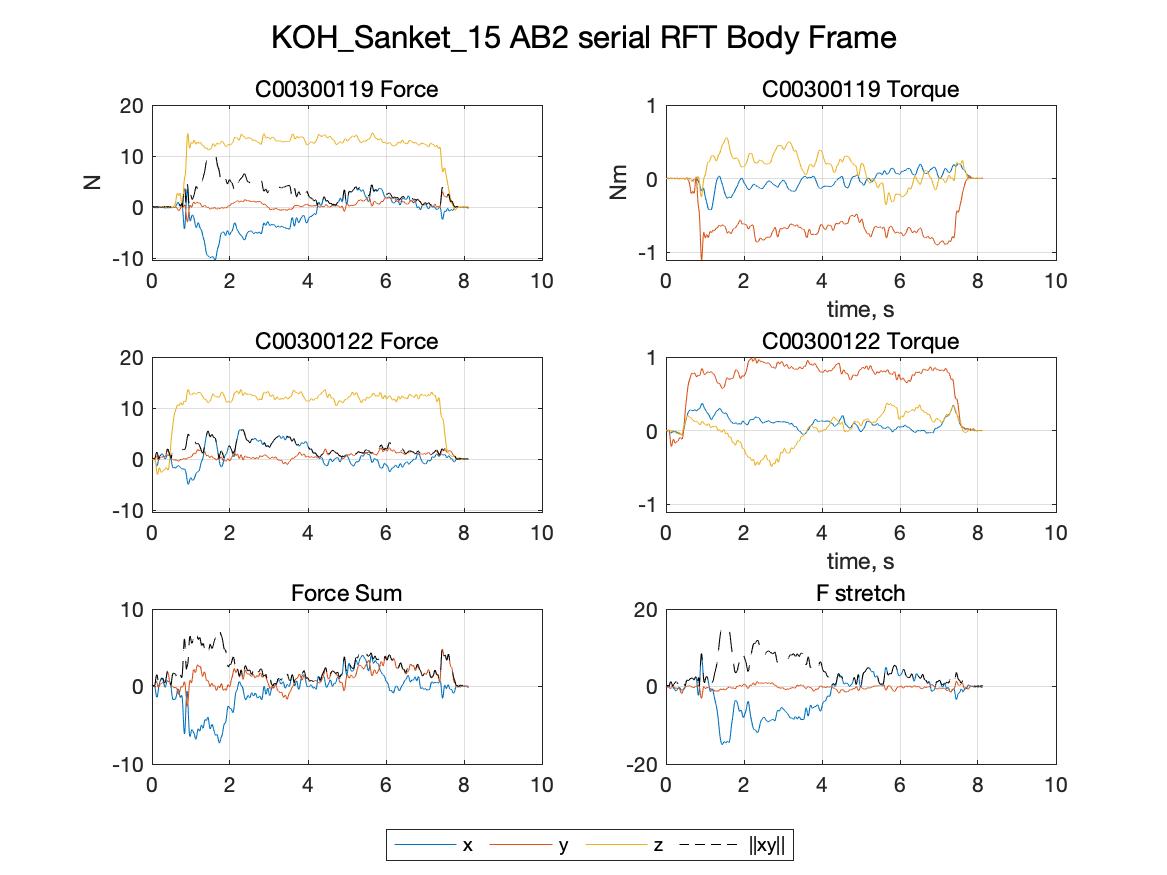 KOH_Sanket_15 AB2 serial RFT Body Frame
C00300119 Force
20
10
0
-10
N
0 2 4 6 8 10
C00300119 Torque
1
0
-1
Nm
0 2 4 6 8 10
time, s
C00300122 Force
20
10
0
-10
0 2 4 6 8 10
C00300122 Torque
1
0
-1
0 2 4 6 8 10
time, s
Force Sum
10
0
-10
0 2 4 6 8 10
F stretch
20
0
-20
0 2 4 6 8 10
x y z ||xy||